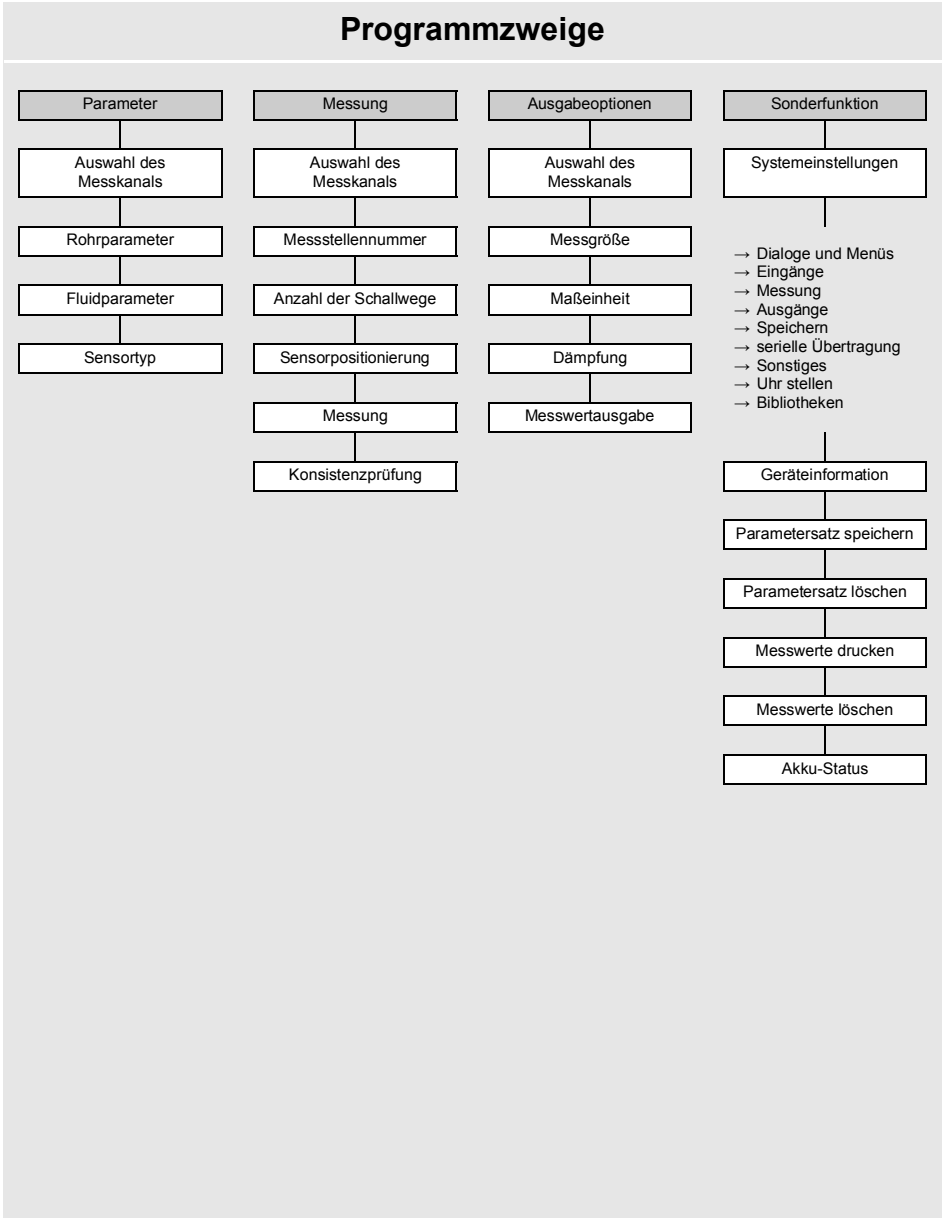 Programmzweige
Parameter
Auswahl des
Messkanals
Rohrparameter
Fluidparameter
Sensortyp
Messung
Auswahl des
Messkanals
Messstellennummer
Anzahl der Schallwege
Sensorpositionierung
Messung
Konsistenzprüfung
Ausgabeoptionen
Auswahl des
Messkanals
Messgröße
Maßeinheit
Dämpfung
Messwertausgabe
Sonderfunktion
Systemeinstellungen
→ Dialoge und Menüs
→ Eingänge
→ Messung
→ Ausgänge
→ Speichern
→ serielle Übertragung
→ Sonstiges
→ Uhr stellen
→ Bibliotheken
Geräteinformation
Parametersatz speichern
Parametersatz löschen
Messwerte drucken
Messwerte löschen
Akku-Status